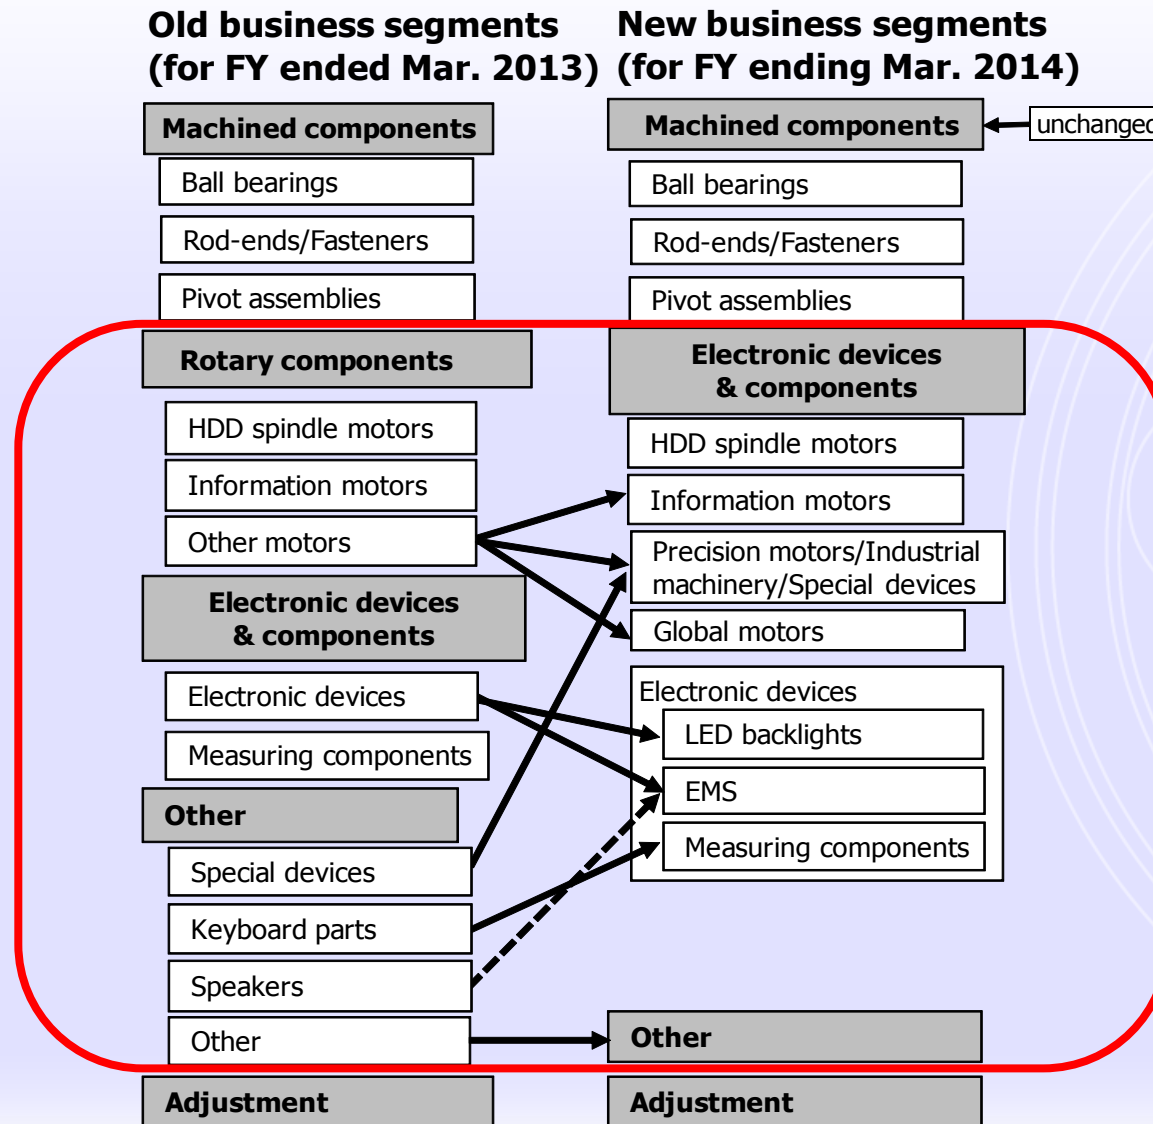 Old business segments
(for FY ended Mar. 2013)
New business segments
(for FY ending Mar. 2014)
Machined components
Ball bearings
Rod-ends/Fasteners
Pivot assemblies
Rotary components
HDD spindle motors
Information motors
Other motors
Electronic devices
& components
Electronic devices
Measuring components
Other
Special devices
Keyboard parts
Speakers
Other
Adjustment
Machined components
unchanged
Ball bearings
Rod-ends/Fasteners
Pivot assemblies
Electronic devices
& components
HDD spindle motors
Information motors
Precision motors/Industrial
machinery/Special devices
Global motors
Electronic devices
LED backlights
EMS
Measuring components
Other
Adjustment